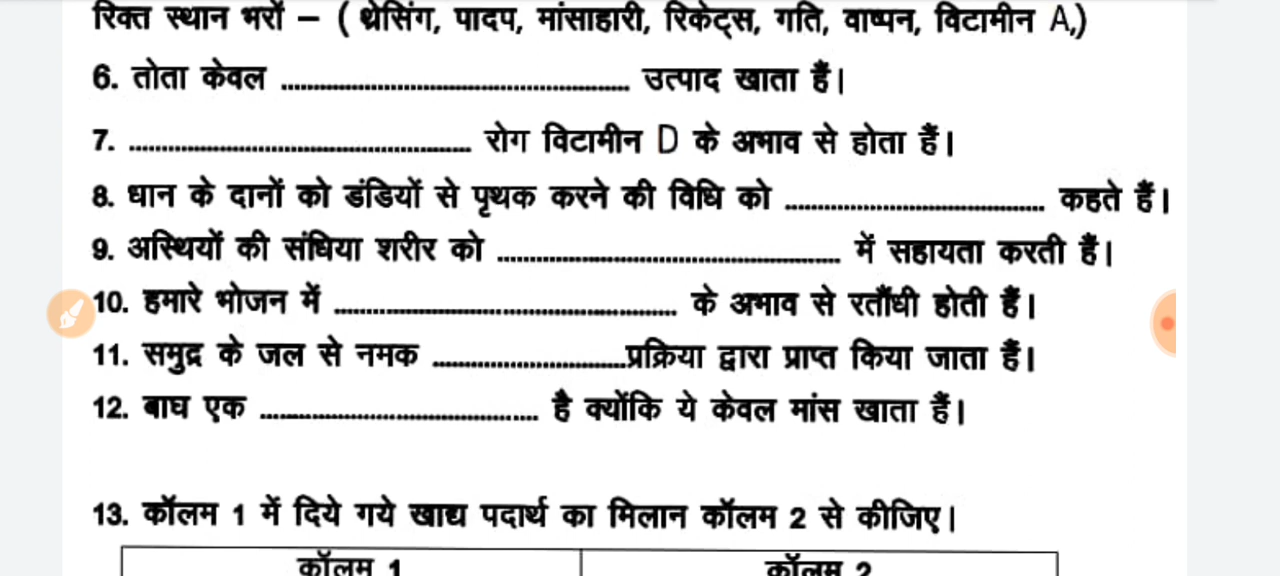 रिक्त स्थान भरों – ( थ्रेसिंग, पादप, मांसाहारी, रिकेट्स, गति, वाष्पन, विटामीन A,)
6. तोता केवल ................................................ उत्पाद खाता हैं।
7. ................................................ रोग विटामीन D के अभाव से होता हैं।
8. धान के दानों को डंडियों से पृथक करने की विधि को ................................................ कहते हैं।
9. अस्थियों की संधिया शरीर को ................................................ में सहायता करती हैं।
10. हमारे भोजन में ................................................ के अभाव से रतौंधी होती हैं।
11. समुद्र के जल से नमक ..............................प्रक्रिया द्वारा प्राप्त किया जाता हैं।
12. बाघ एक ........................................ है क्योंकि ये केवल मांस खाता हैं।
13. कॉलम 1 में दिये गये खाद्य पदार्थ का मिलान कॉलम 2 से कीजिए।
कॉलम 1 कॉलम 2